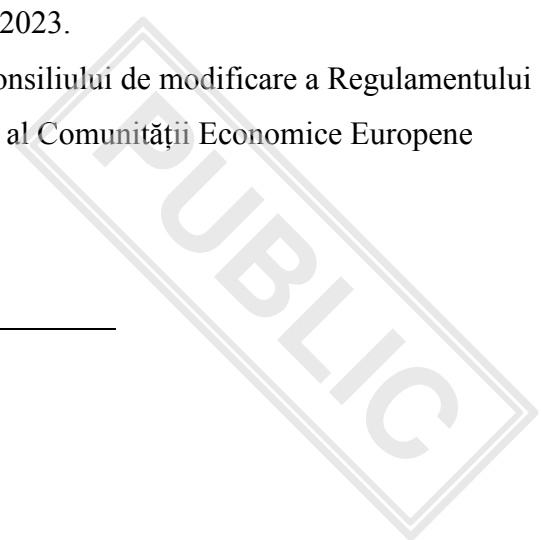 2023.
onsiliului de modificare a Regulamentului
al Comunității Economice Europene
PUBLIC